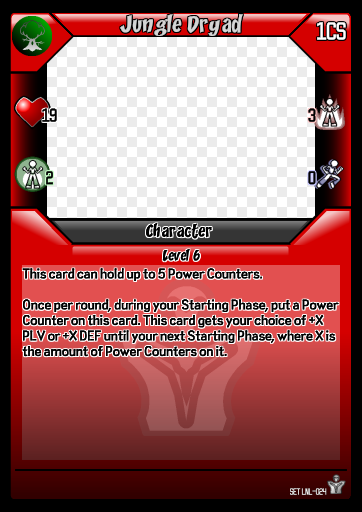 Jungle Dryad
1CS
19
3
2
0
Character
Level 6
This card can hold up to 5 Power Counters.
Once per round, during your Starting Phase, put a Power
Counter on this card. This card gets your choice of +X
PLV or +X DEF until your next Starting Phase, where X is
the amount of Power Counters on it.
SET LNL-024